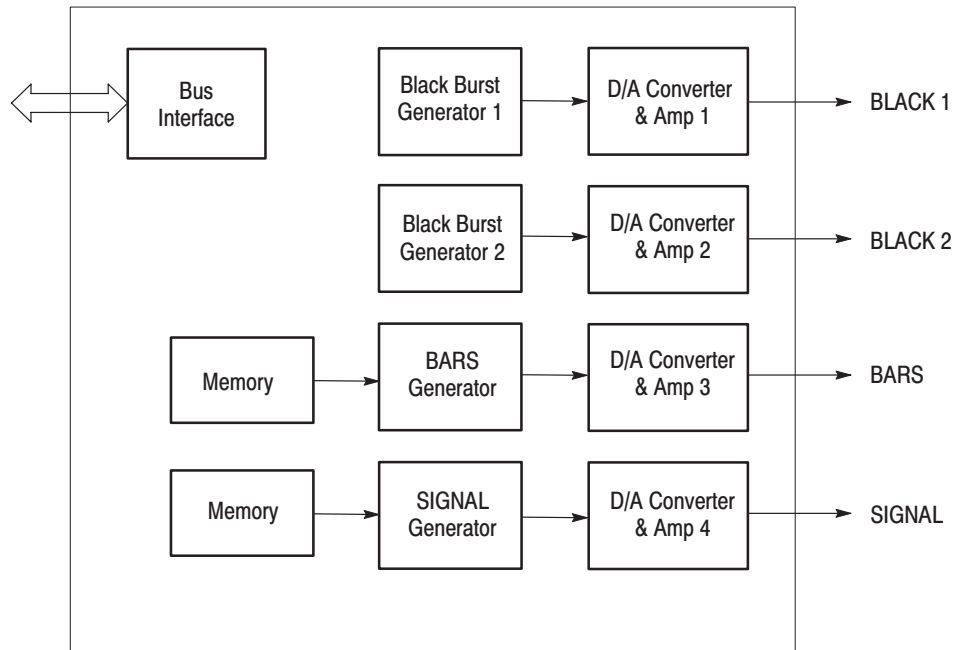 Bus
Interface
Black Burst
Generator 1
D/A Converter
& Amp 1
BLACK 1
Black Burst
Generator 2
D/A Converter
& Amp 2
BLACK 2
Memory
BARS
Generator
D/A Converter
& Amp 3
BARS
Memory
SIGNAL
Generator
D/A Converter
& Amp 4
SIGNAL